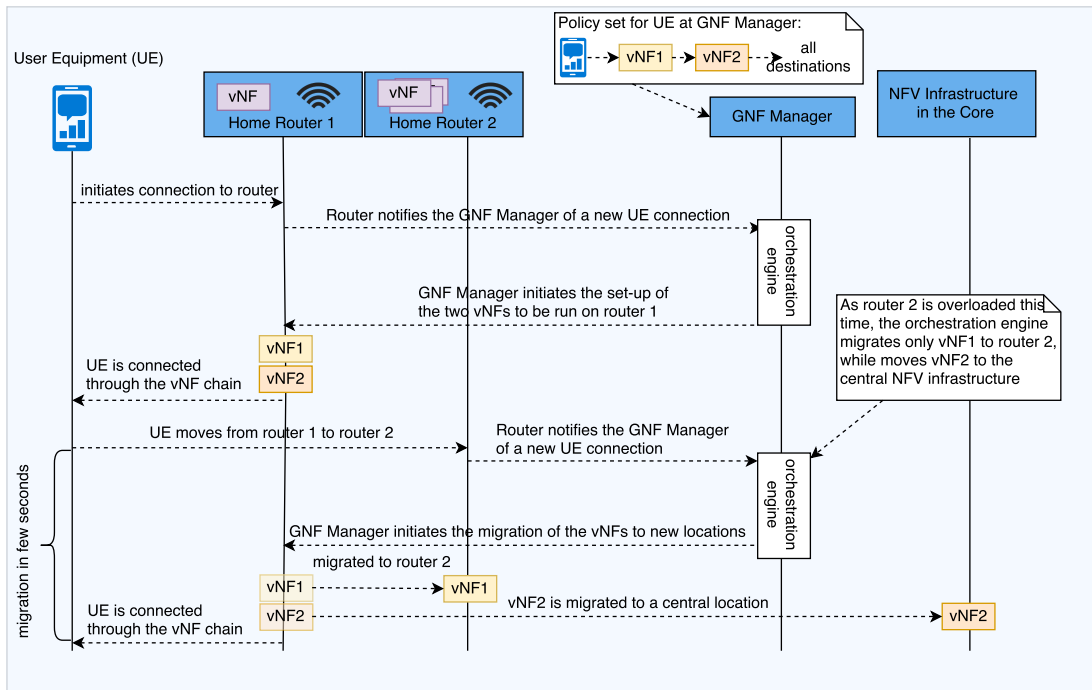 Policy set for UE at GNF Manager:
vNF1
vNF2
all
destinations
User Equipment (UE)
vNF
Home Router 1
vNF
Home Router 2
GNF Manager
NFV Infrastructure
in the Core
initiates connection to router
Router notifies the GNF Manager of a new UE connection
orchestration
engine
GNF Manager initiates the set-up of
the two vNFs to be run on router 1
As router 2 is overloaded this
time, the orchestration engine
migrates only vNF1 to router 2,
while moves vNF2 to the
central NFV infrastructure
vNF1
vNF2
UE is connected
through the vNF chain
UE moves from router 1 to router 2
Router notifies the GNF Manager
of a new UE connection
orchestration
engine
migration in few seconds
GNF Manager initiates the migration of the vNFs to new locations
migrated to router 2
vNF1
vNF1
vNF2 is migrated to a central location
UE is connected
through the vNF chain
vNF2
vNF2